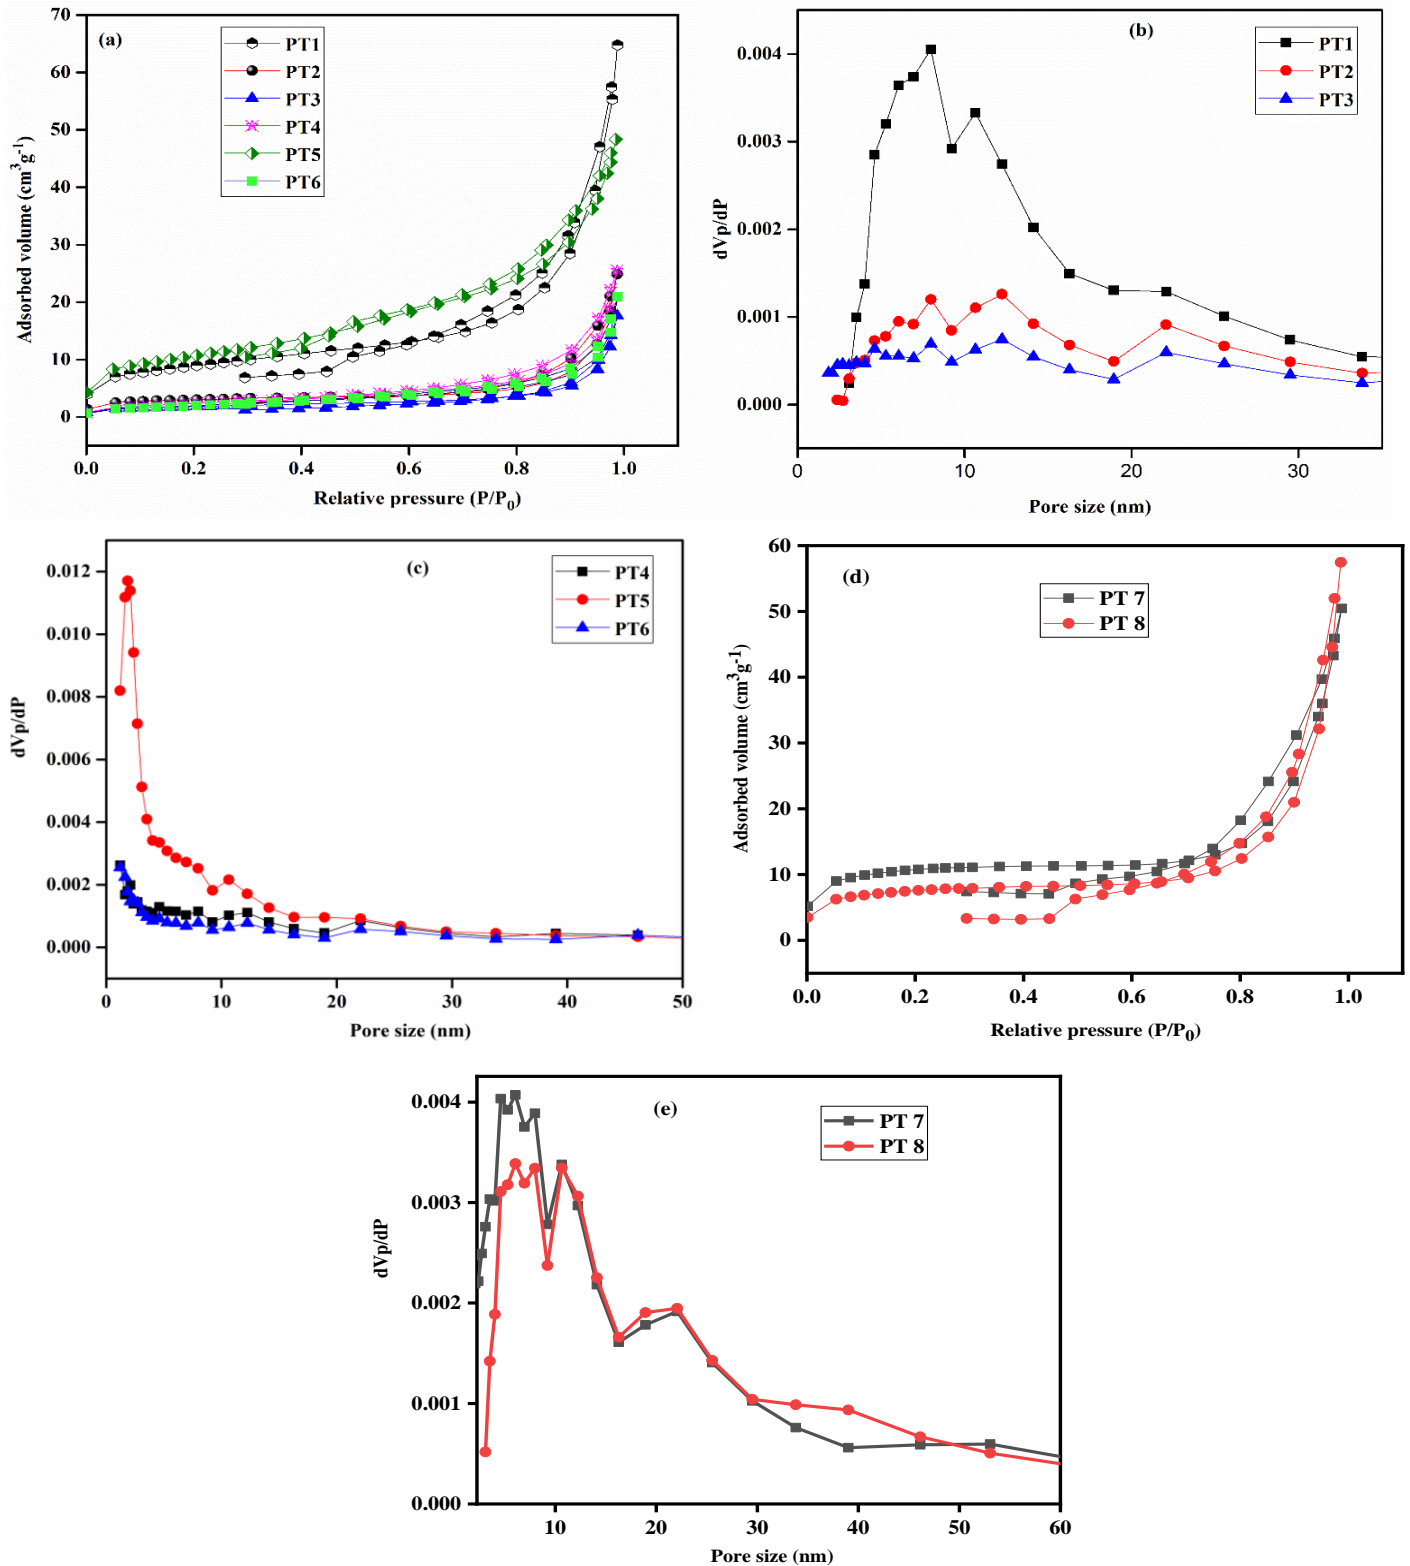 (a)
PT1
PT2
PT3
PT4
PT5
PT6
70
60
50
40
30
20
10
0
Adsorbed volume (cm³g⁻¹)
0.0 0.2 0.4 0.6 0.8 1.0
Relative pressure (P/P₀)
(b)
PT1
PT2
PT3
0.004
0.003
0.002
0.001
0.000
dVp/dP
0 10 20 30
Pore size (nm)
(c)
PT4
PT5
PT6
0.012
0.010
0.008
0.006
0.004
0.002
0.000
dVp/dP
0 10 20 30 40 50
Pore size (nm)
(d)
PT 7
PT 8
60
50
40
30
20
10
0
Adsorbed volume (cm³g⁻¹)
0.0 0.2 0.4 0.6 0.8 1.0
Relative pressure (P/P₀)
(e)
PT 7
PT 8
0.004
0.003
0.002
0.001
0.000
dVp/dP
10 20 30 40 50 60
Pore size (nm)